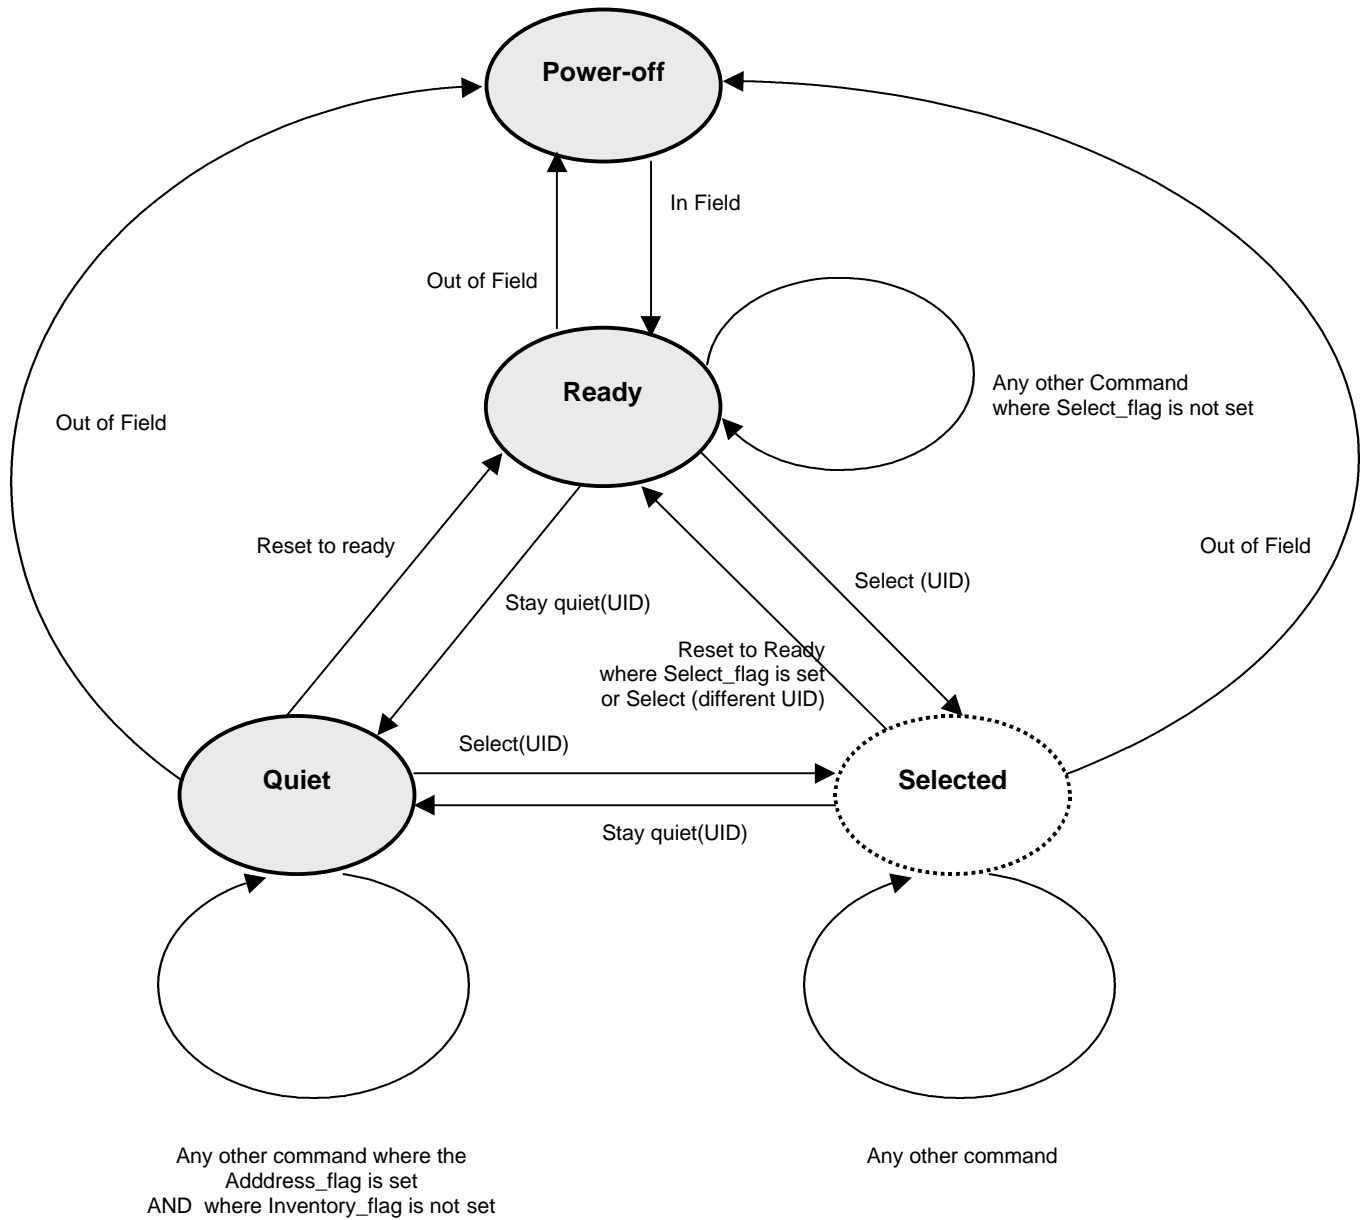 Power-off
In Field
Out of Field
Ready
Any other Command
where Select_flag is not set
Out of Field
Reset to ready
Out of Field
Select (UID)
Stay quiet(UID)
Reset to Ready
where Select_flag is set
or Select (different UID)
Select(UID)
Quiet
Selected
Stay quiet(UID)
Any other command where the
Adddress_flag is set
AND where Inventory_flag is not set
Any other command